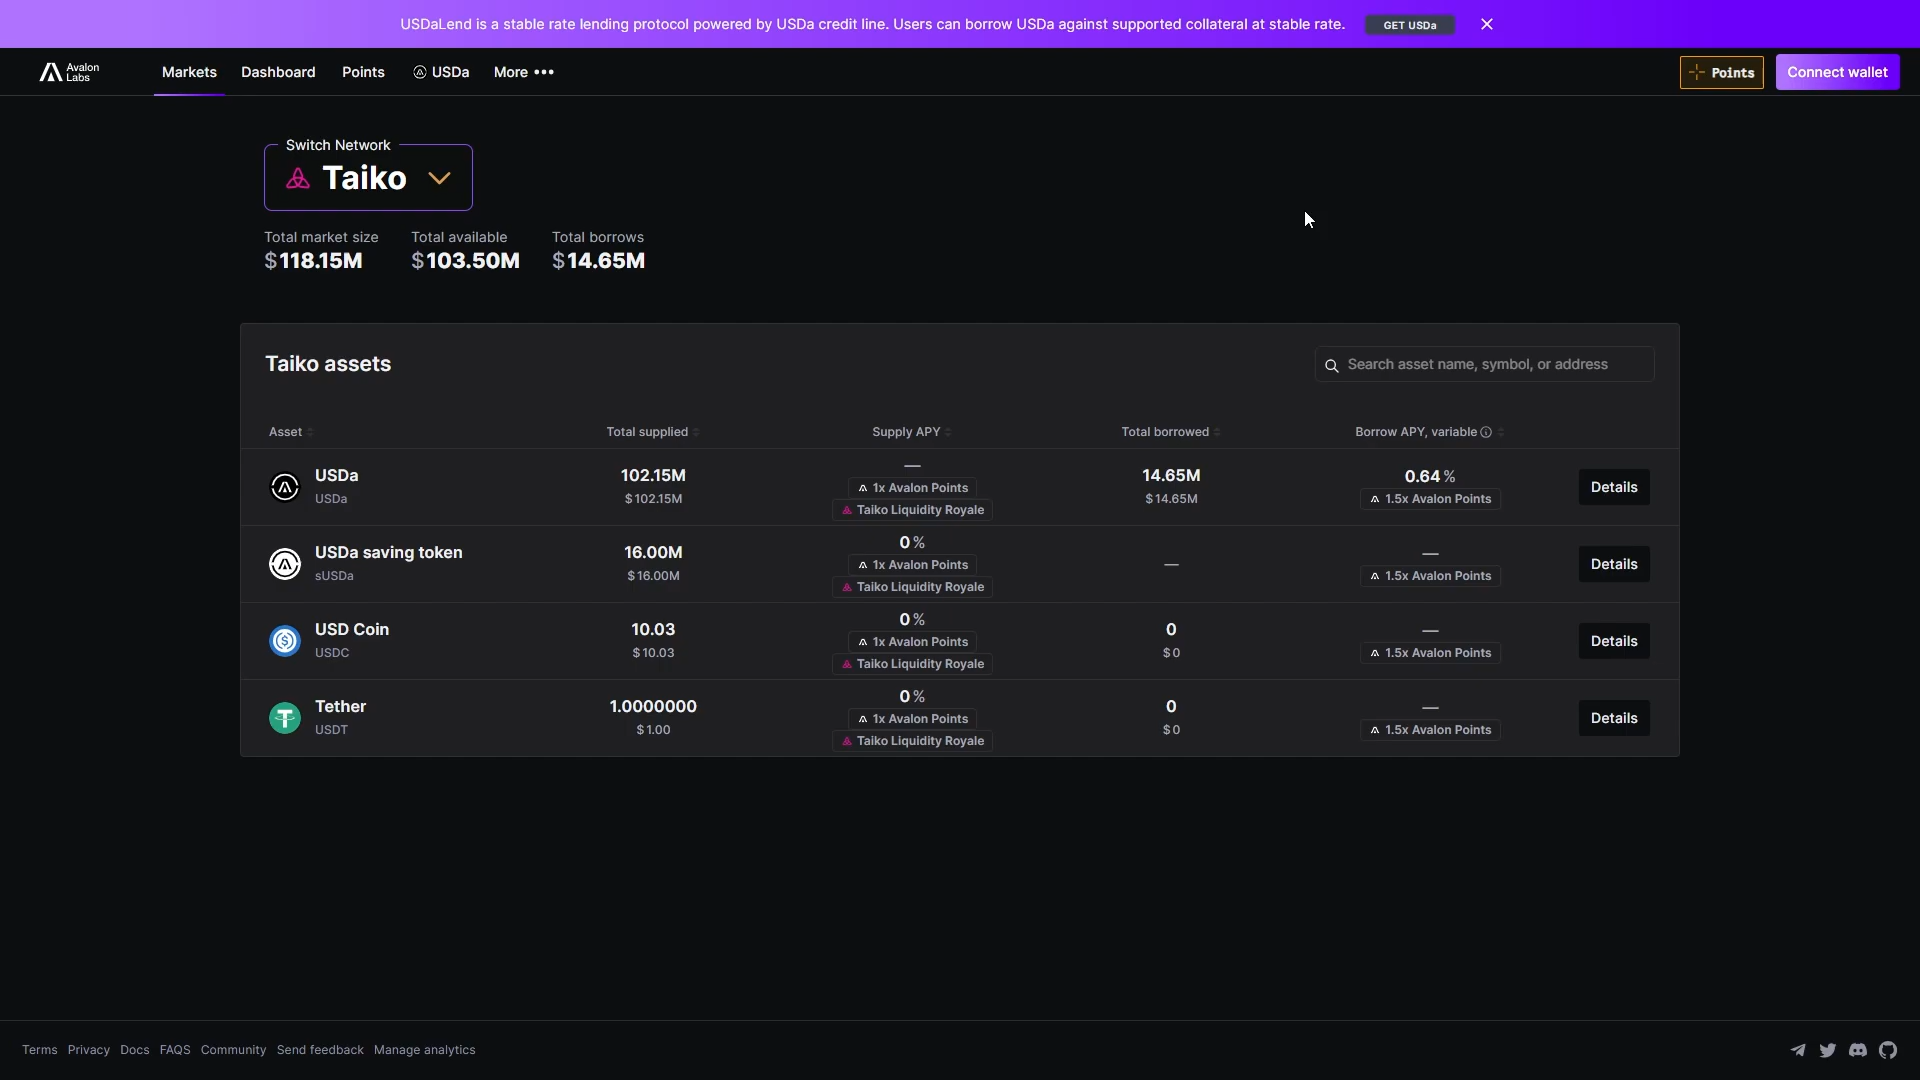 USDaLend is a stable rate lending protocol powered by USDa credit line. Users can borrow USDa against supported collateral at stable rate.
GET USDa
Avalon
Labs
Markets
Dashboard
Points
USDa
More
Points
Connect wallet
Switch Network
Taiko
Total market size
Total available
Total borrows
$118.15M
$103.50M
$14.65M
Taiko assets
Search asset name, symbol, or address
Asset
Total supplied
Supply APY
Total borrowed
Borrow APY, variable
USDa
USDa
102.15M
$102.15M
—
1x Avalon Points
Taiko Liquidity Royale
14.65M
$14.65M
0.64%
1.5x Avalon Points
Details
USDa saving token
sUSDa
16.00M
$16.00M
0%
1x Avalon Points
Taiko Liquidity Royale
—
—
1.5x Avalon Points
Details
USD Coin
USDC
10.03
$10.03
0%
1x Avalon Points
Taiko Liquidity Royale
0
$0
—
1.5x Avalon Points
Details
Tether
USDT
1.0000000
$1.00
0%
1x Avalon Points
Taiko Liquidity Royale
0
$0
—
1.5x Avalon Points
Details
Terms Privacy Docs FAQS Community Send feedback Manage analytics